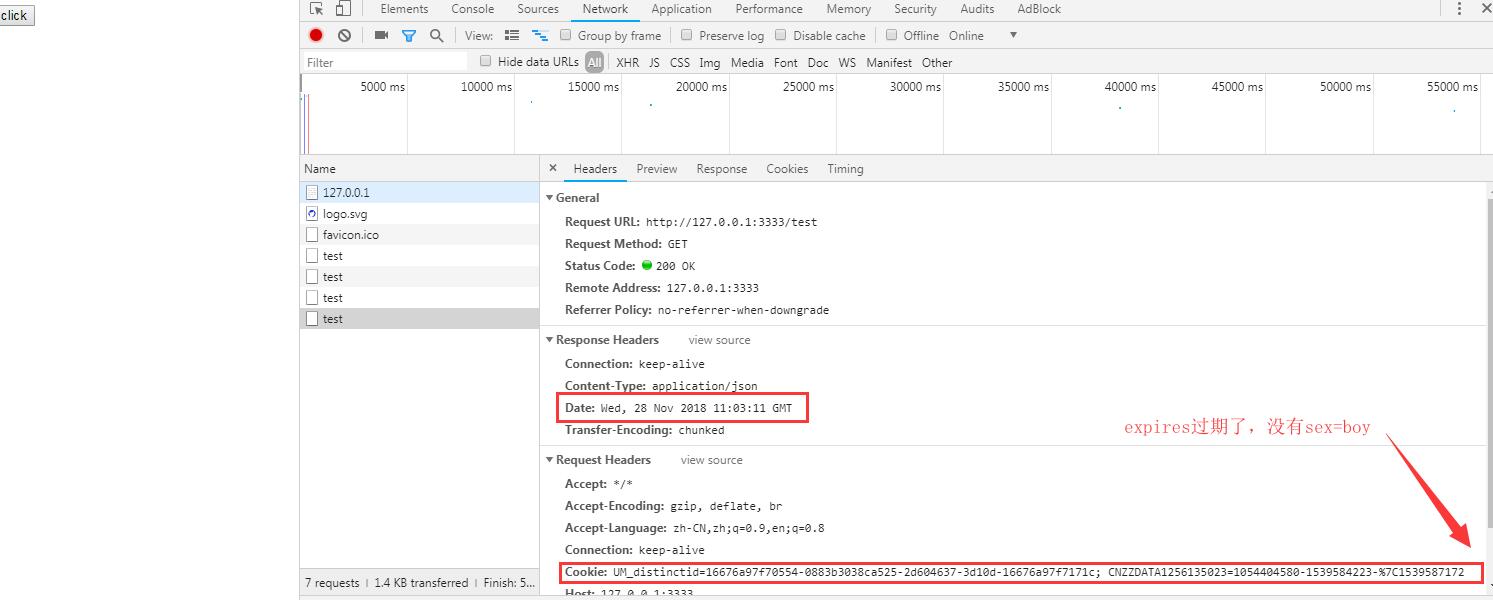 click
Elements Console Sources Network Application Performance Memory Security Audits AdBlock
View: Group by frame Preserve log Disable cache Offline Online
Filter Hide data URLs All XHR JS CSS Img Media Font Doc WS Manifest Other
5000 ms 10000 ms 15000 ms 20000 ms 25000 ms 30000 ms 35000 ms 40000 ms 45000 ms 50000 ms 55000 ms
Name
127.0.0.1
logo.svg
favicon.ico
test
test
test
test
7 requests | 1.4 KB transferred | Finish: 5...
× Headers Preview Response Cookies Timing
General
Request URL: http://127.0.0.1:3333/test
Request Method: GET
Status Code: 200 OK
Remote Address: 127.0.0.1:3333
Referrer Policy: no-referrer-when-downgrade
Response Headers view source
Connection: keep-alive
Content-Type: application/json
Date: Wed, 28 Nov 2018 11:03:11 GMT
Transfer-Encoding: chunked
expires过期了，没有sex=boy
Request Headers view source
Accept: */*
Accept-Encoding: gzip, deflate, br
Accept-Language: zh-CN,zh;q=0.9,en;q=0.8
Connection: keep-alive
Cookie: UM_distinctid=16676a97f70554-0883b3038ca525-2d604637-3d10d-16676a97f7171c; CNZZDATA1256135023=1054404580-1539584223-%7C1539587172
Host: 127.0.0.1:3333